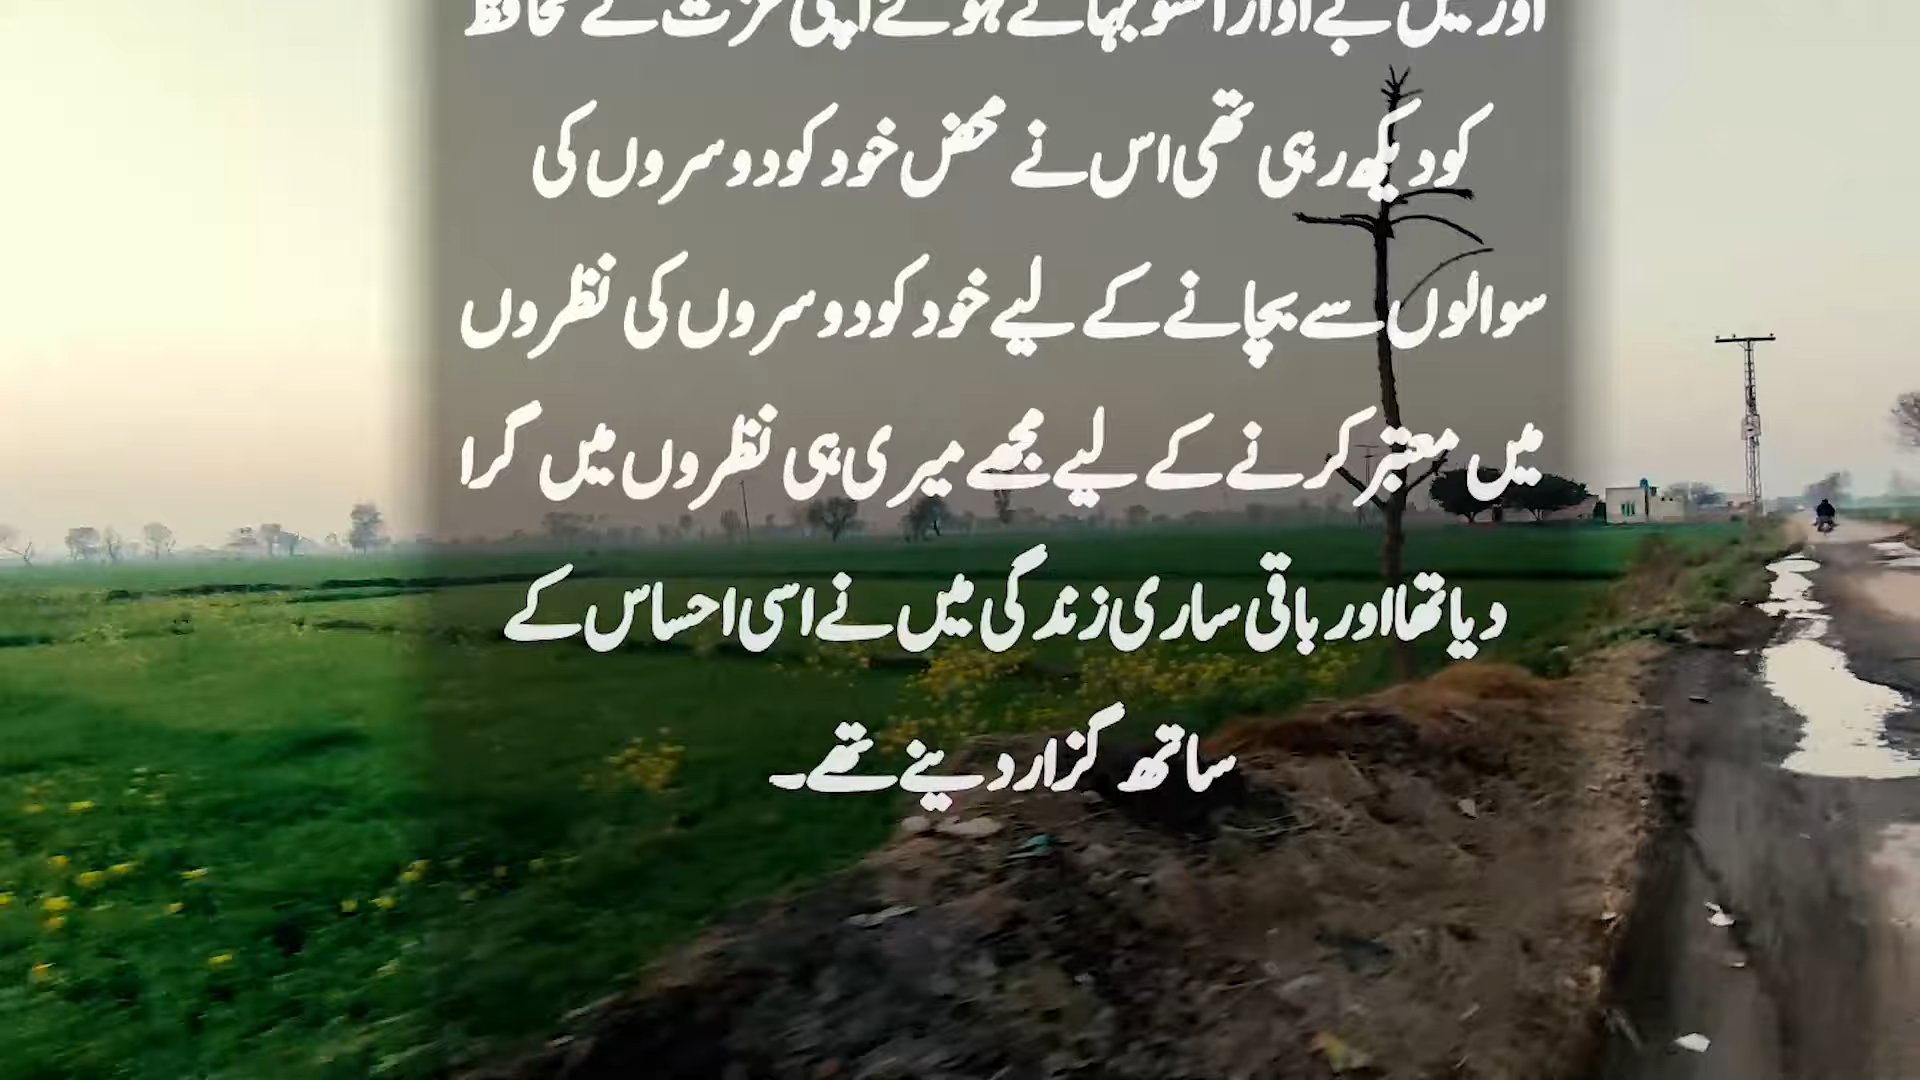 اور میں بے آواز آنسو بہاتے ہوئے اپنی عزت کے محافظ
کو دیکھ رہی تھی اس نے محض خود کو دوسروں کی
سوالوں سے بچانے کے لیے خود کو دوسروں کی نظروں
میں معتبر کرنے کے لیے مجھے میری ہی نظروں میں گرا
دیا تھا اور باقی ساری زندگی میں نے اسی احساس کے
ساتھ گزار دینے تھے۔